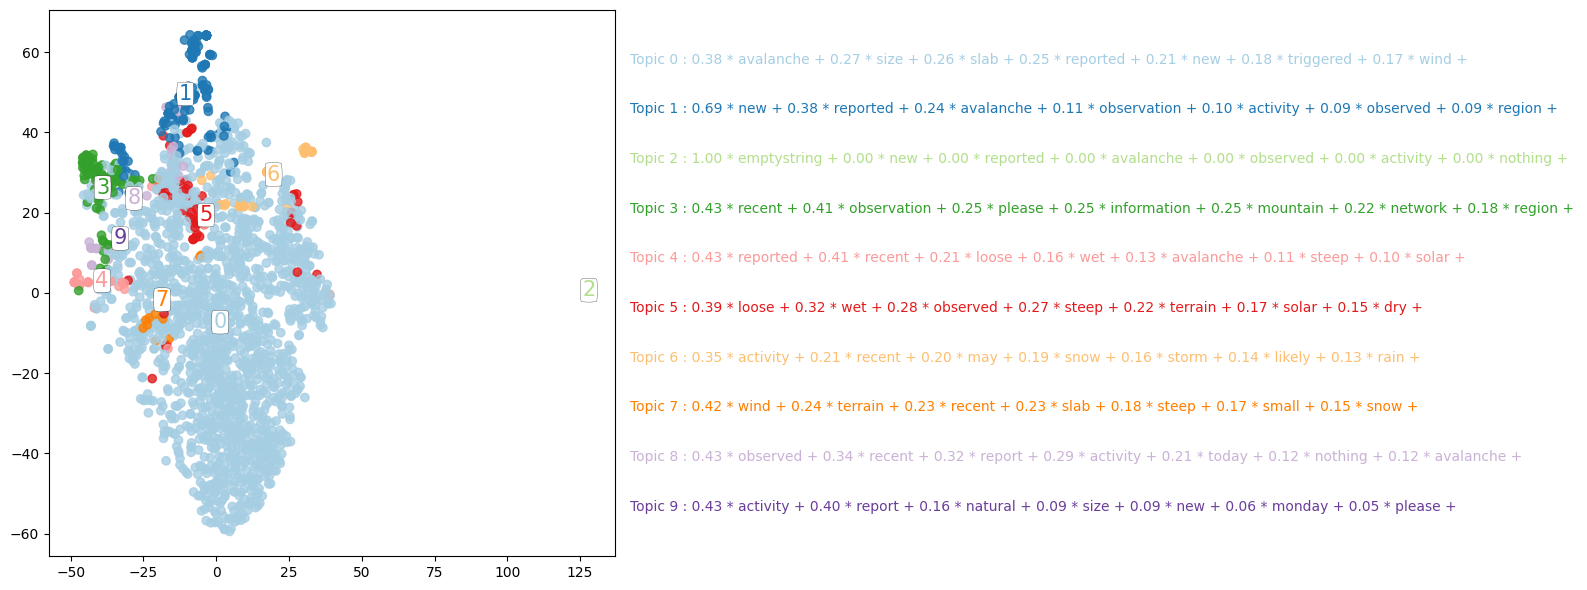 60
40
20
0
−20
−40
−60
−50
−25
0
25
50
75
100
125
1
6
3
8
5
9
4
2
7
0
Topic 0 : 0.38 * avalanche + 0.27 * size + 0.26 * slab + 0.25 * reported + 0.21 * new + 0.18 * triggered + 0.17 * wind +
Topic 1 : 0.69 * new + 0.38 * reported + 0.24 * avalanche + 0.11 * observation + 0.10 * activity + 0.09 * observed + 0.09 * region +
Topic 2 : 1.00 * emptystring + 0.00 * new + 0.00 * reported + 0.00 * avalanche + 0.00 * observed + 0.00 * activity + 0.00 * nothing +
Topic 3 : 0.43 * recent + 0.41 * observation + 0.25 * please + 0.25 * information + 0.25 * mountain + 0.22 * network + 0.18 * region +
Topic 4 : 0.43 * reported + 0.41 * recent + 0.21 * loose + 0.16 * wet + 0.13 * avalanche + 0.11 * steep + 0.10 * solar +
Topic 5 : 0.39 * loose + 0.32 * wet + 0.28 * observed + 0.27 * steep + 0.22 * terrain + 0.17 * solar + 0.15 * dry +
Topic 6 : 0.35 * activity + 0.21 * recent + 0.20 * may + 0.19 * snow + 0.16 * storm + 0.14 * likely + 0.13 * rain +
Topic 7 : 0.42 * wind + 0.24 * terrain + 0.23 * recent + 0.23 * slab + 0.18 * steep + 0.17 * small + 0.15 * snow +
Topic 8 : 0.43 * observed + 0.34 * recent + 0.32 * report + 0.29 * activity + 0.21 * today + 0.12 * nothing + 0.12 * avalanche +
Topic 9 : 0.43 * activity + 0.40 * report + 0.16 * natural + 0.09 * size + 0.09 * new + 0.06 * monday + 0.05 * please +